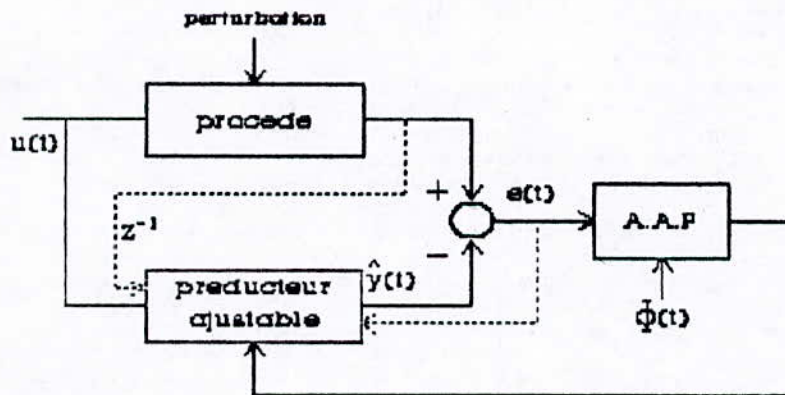 perturbation
procede
u(t)
+
e(t)
A.A.P
z⁻¹
−
ŷ(t)
predicteur
ajustable
Φ(t)